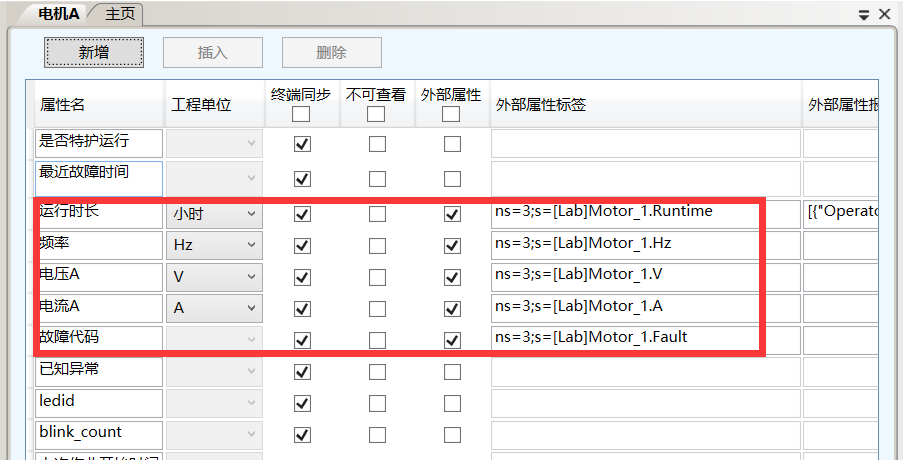 电机A 主页
新增 插入 删除
属性名 工程单位 终端同步 不可查看 外部属性 外部属性标签 外部属性报
是否特护运行
最近故障时间
运行时长 小时 ns=3;s=[Lab]Motor_1.Runtime [{"Operato
频率 Hz ns=3;s=[Lab]Motor_1.Hz
电压A V ns=3;s=[Lab]Motor_1.V
电流A A ns=3;s=[Lab]Motor_1.A
故障代码 ns=3;s=[Lab]Motor_1.Fault
已知异常
ledid
blink_count